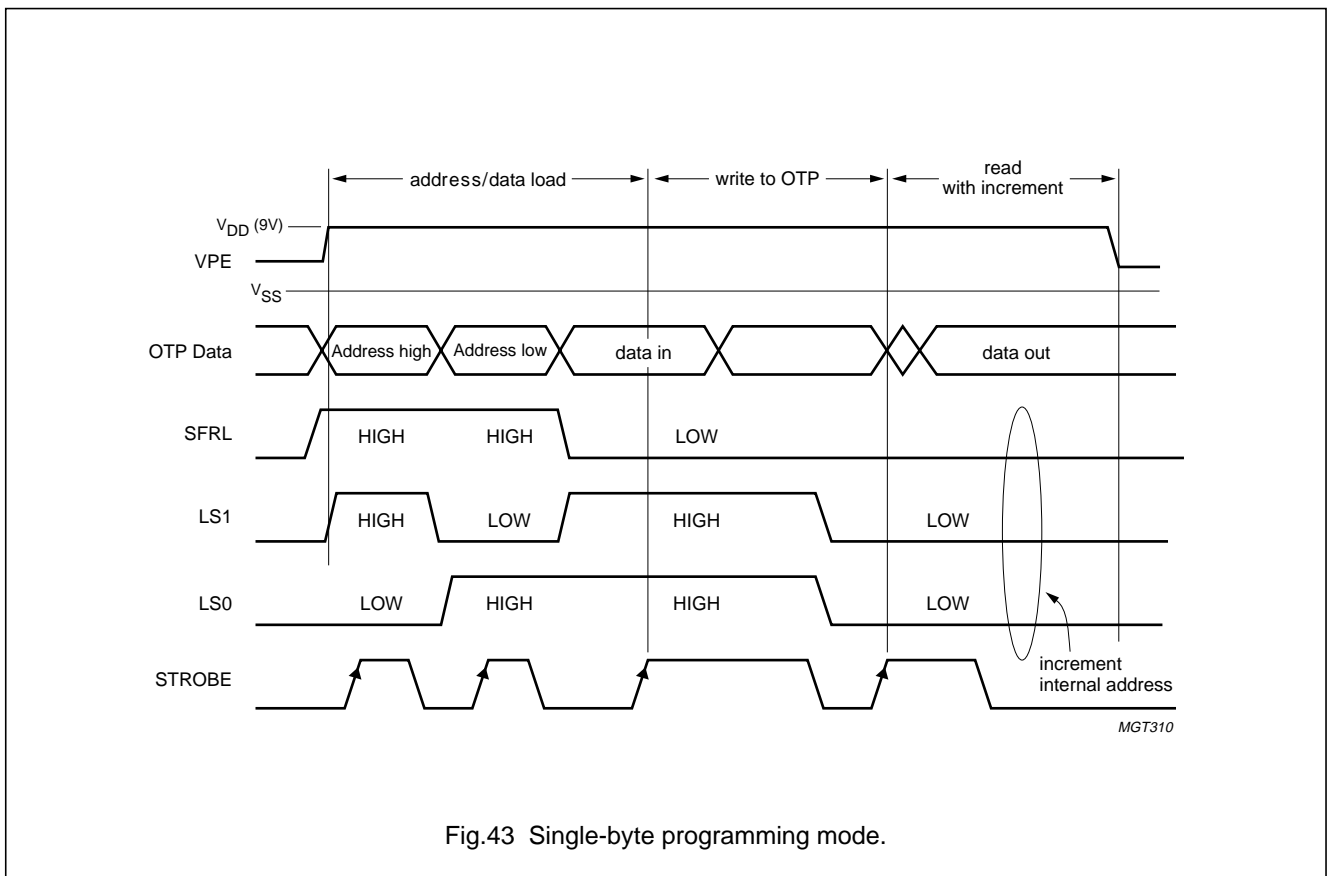 address/data load
write to OTP
read
with increment
VDD (9V)
VPE
VSS
OTP Data
Address high
Address low
data in
data out
SFRL
HIGH
HIGH
LOW
LS1
HIGH
LOW
HIGH
LOW
LS0
LOW
HIGH
HIGH
LOW
STROBE
increment
internal address
MGT310
Fig.43 Single-byte programming mode.